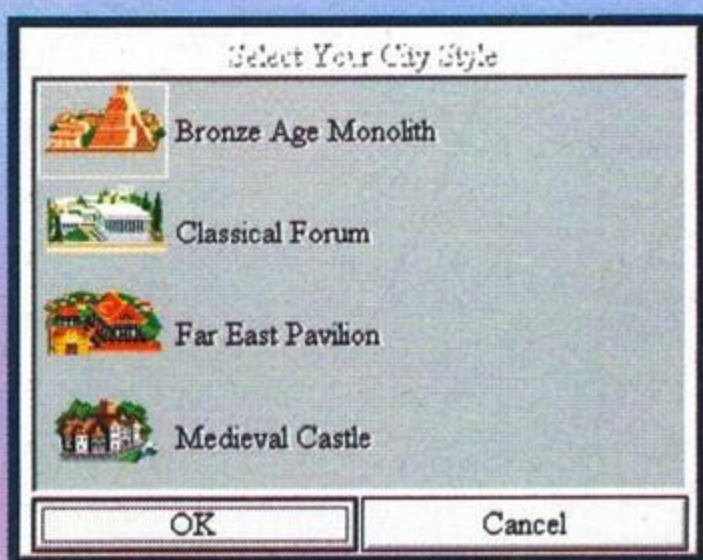 Select Your City Style
Bronze Age Monolith
Classical Forum
Far East Pavilion
Medieval Castle
OK
Cancel